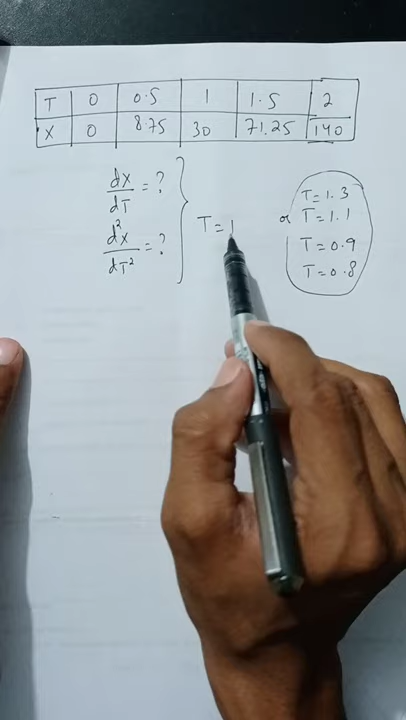 T 0 0.5 1 1.5 2
X 0 8.75 30 71.25 140
dx/dT = ?
d²x/dT² = ?
T = 1
or
T = 1.3
T = 1.1
T = 0.9
T = 0.8